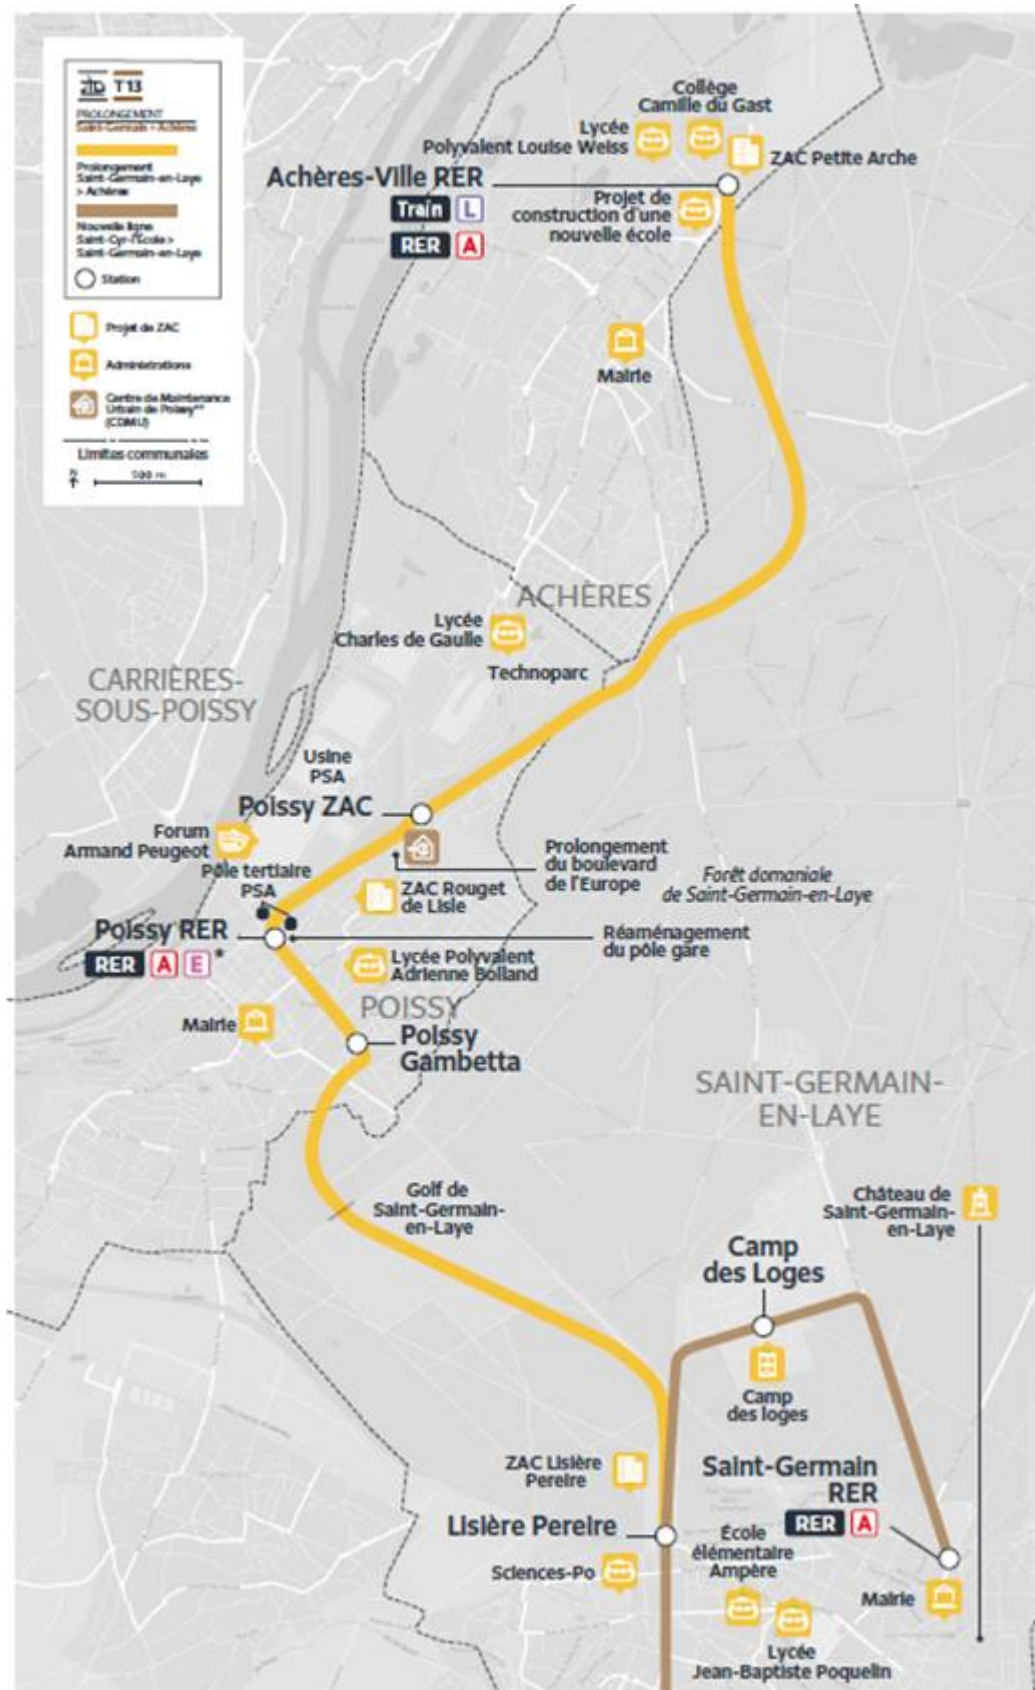 T13
PROLONGEMENT
Saint-Germain > Achères
Prolongement
Saint-Germain-en-Laye
> Achères
Nouvelle ligne
Saint-Cyr-l'École >
Saint-Germain-en-Laye
Station
Projet de ZAC
Administrations
Centre de Maintenance
Urbain de Poissy**
(CDMU)
Limites communales
N
500 m
Collège
Camille du Gast
Lycée
Polyvalent Louise Weiss
ZAC Petite Arche
Achères-Ville RER
Train L
RER A
Projet de
construction d'une
nouvelle école
Mairie
ACHÈRES
Lycée
Charles de Gaulle
Technoparc
CARRIÈRES-
SOUS-POISSY
Usine
PSA
Poissy ZAC
Forum
Armand Peugeot
Pôle tertiaire
PSA
Prolongement
du boulevard
de l'Europe
Forêt domaniale
de Saint-Germain-en-Laye
ZAC Rouget
de Lisle
Poissy RER
RER A E *
Réaménagement
du pôle gare
Lycée Polyvalent
Adrienne Bolland
POISSY
Mairie
Poissy
Gambetta
SAINT-GERMAIN-
EN-LAYE
Golf de
Saint-Germain-
en-Laye
Château de
Saint-Germain-
en-Laye
Camp
des Loges
Camp
des loges
ZAC Lisière
Pereire
Saint-Germain
RER
RER A
Lisière Pereire
École
élémentaire
Ampère
Sciences-Po
Mairie
Lycée
Jean-Baptiste Poquelin